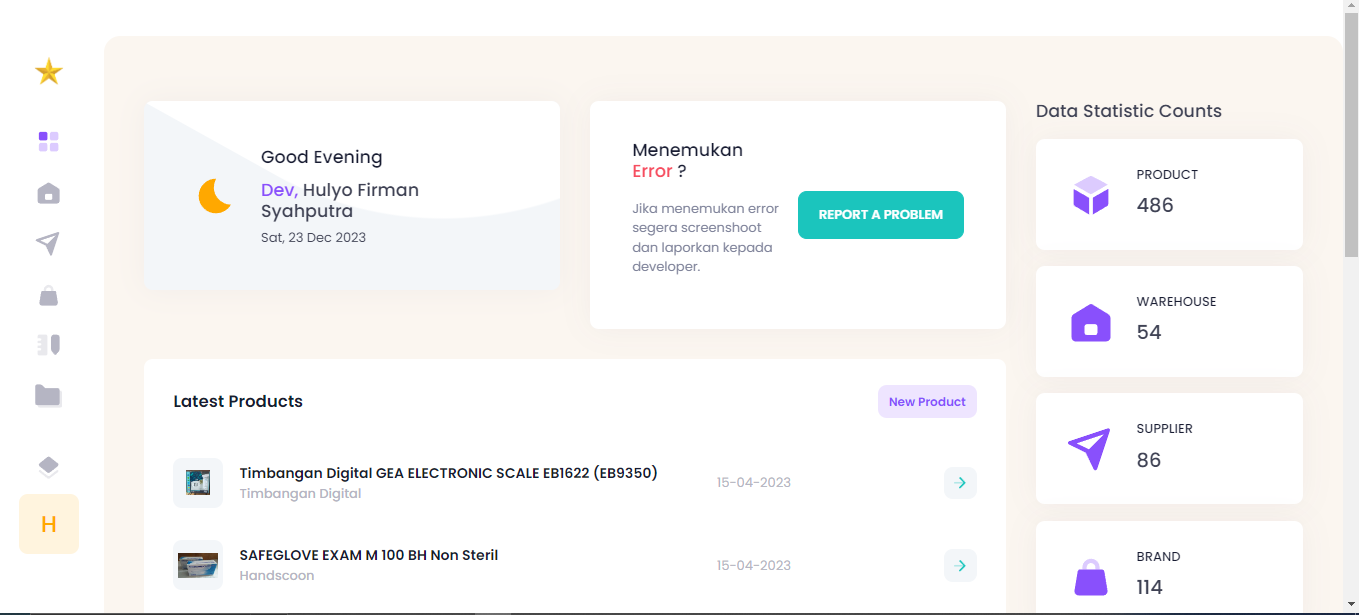 Good Evening
Dev, Hulyo Firman
Syahputra
Sat, 23 Dec 2023
Menemukan
Error ?
Jika menemukan error
segera screenshoot
dan laporkan kepada
developer.
REPORT A PROBLEM
Data Statistic Counts
PRODUCT
486
WAREHOUSE
54
SUPPLIER
86
BRAND
114
Latest Products
New Product
Timbangan Digital GEA ELECTRONIC SCALE EB1622 (EB9350)
Timbangan Digital
15-04-2023
SAFEGLOVE EXAM M 100 BH Non Steril
Handscoon
15-04-2023
H